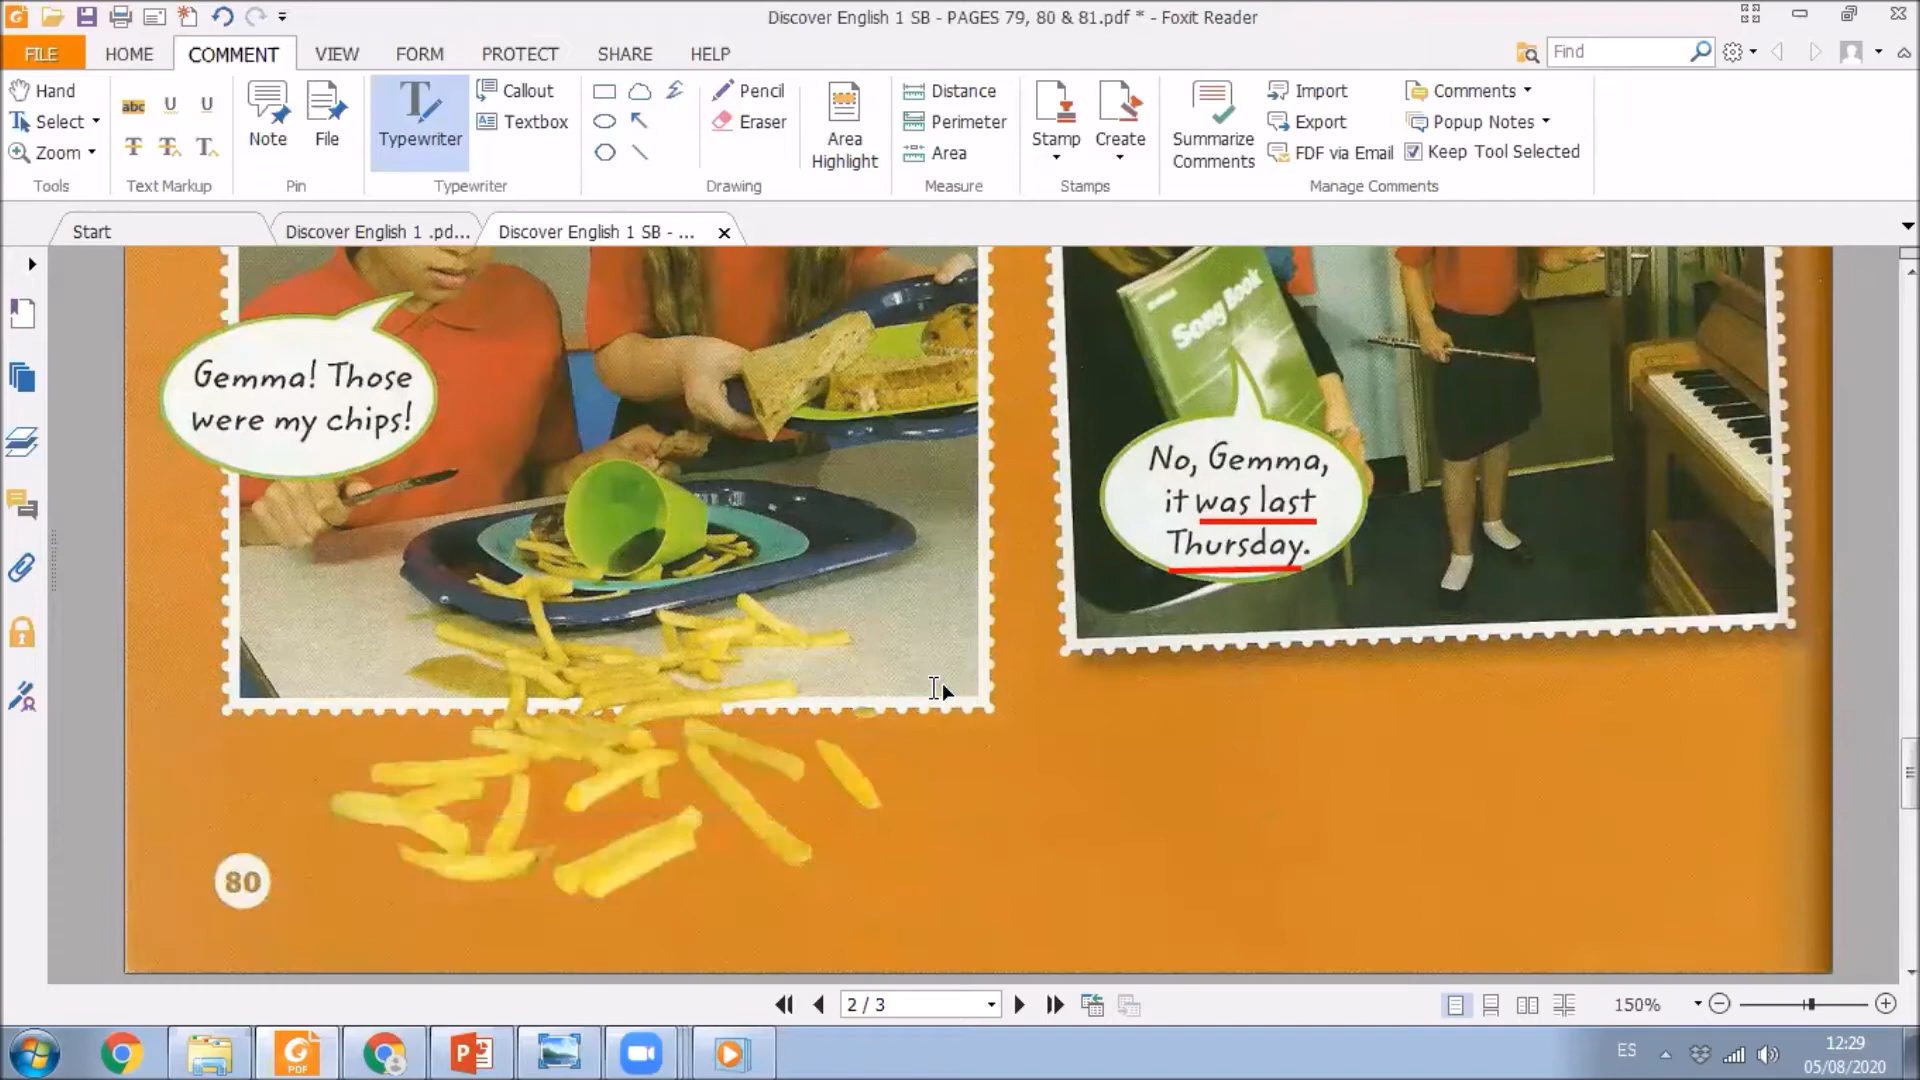 Discover English 1 SB - PAGES 79, 80 & 81.pdf * - Foxit Reader
FILE HOME COMMENT VIEW FORM PROTECT SHARE HELP Find
Hand
Select
Zoom
Tools
abc U U
T T T
Text Markup
Note File
Pin
Typewriter
Callout
Textbox
Typewriter
Pencil
Eraser
Drawing
Area
Highlight
Distance
Perimeter
Area
Measure
Stamp Create
Stamps
Summarize
Comments
Import
Export
FDF via Email
Comments
Popup Notes
Keep Tool Selected
Manage Comments
Start
Discover English 1 .pd...
Discover English 1 SB - ...
Gemma! Those
were my chips!
Song Book
No, Gemma,
it was last
Thursday.
80
2 / 3
150%
PDF
ES
12:29
05/08/2020